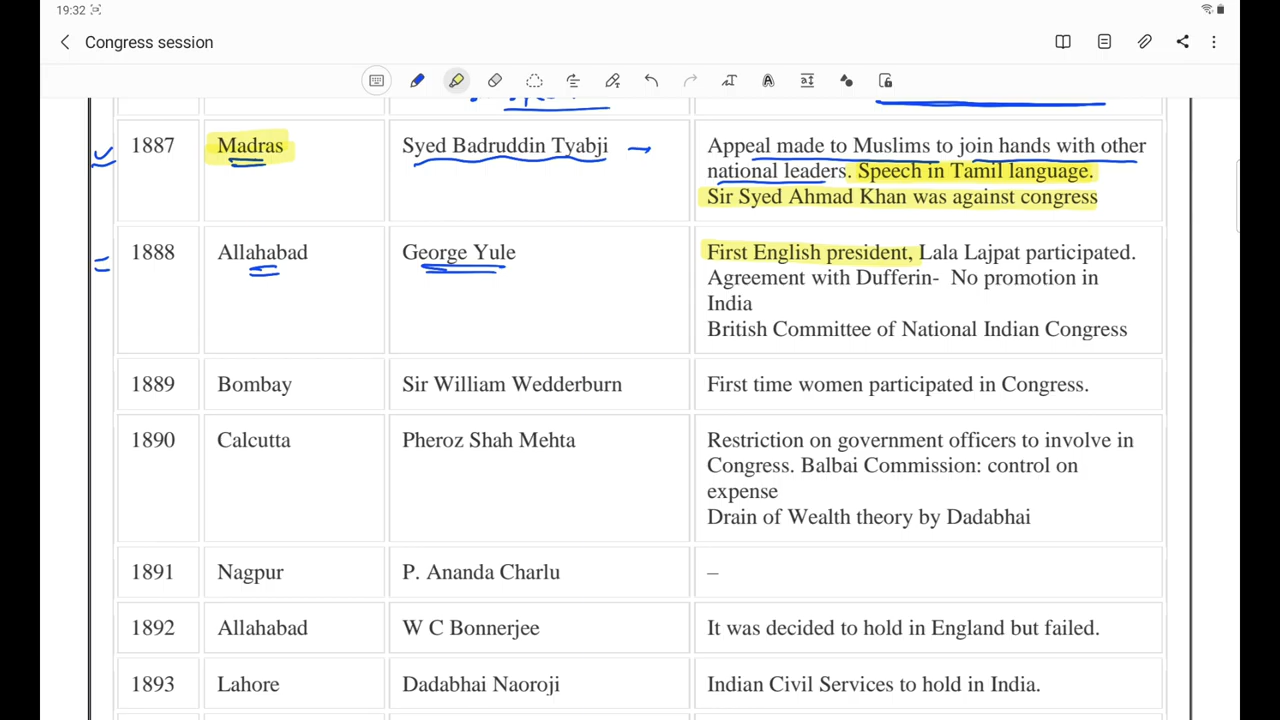 19:32
Congress session
1887 Madras Syed Badruddin Tyabji Appeal made to Muslims to join hands with other
national leaders. Speech in Tamil language.
Sir Syed Ahmad Khan was against congress
1888 Allahabad George Yule First English president, Lala Lajpat participated.
Agreement with Dufferin- No promotion in
India
British Committee of National Indian Congress
1889 Bombay Sir William Wedderburn First time women participated in Congress.
1890 Calcutta Pheroz Shah Mehta Restriction on government officers to involve in
Congress. Balbai Commission: control on
expense
Drain of Wealth theory by Dadabhai
1891 Nagpur P. Ananda Charlu –
1892 Allahabad W C Bonnerjee It was decided to hold in England but failed.
1893 Lahore Dadabhai Naoroji Indian Civil Services to hold in India.